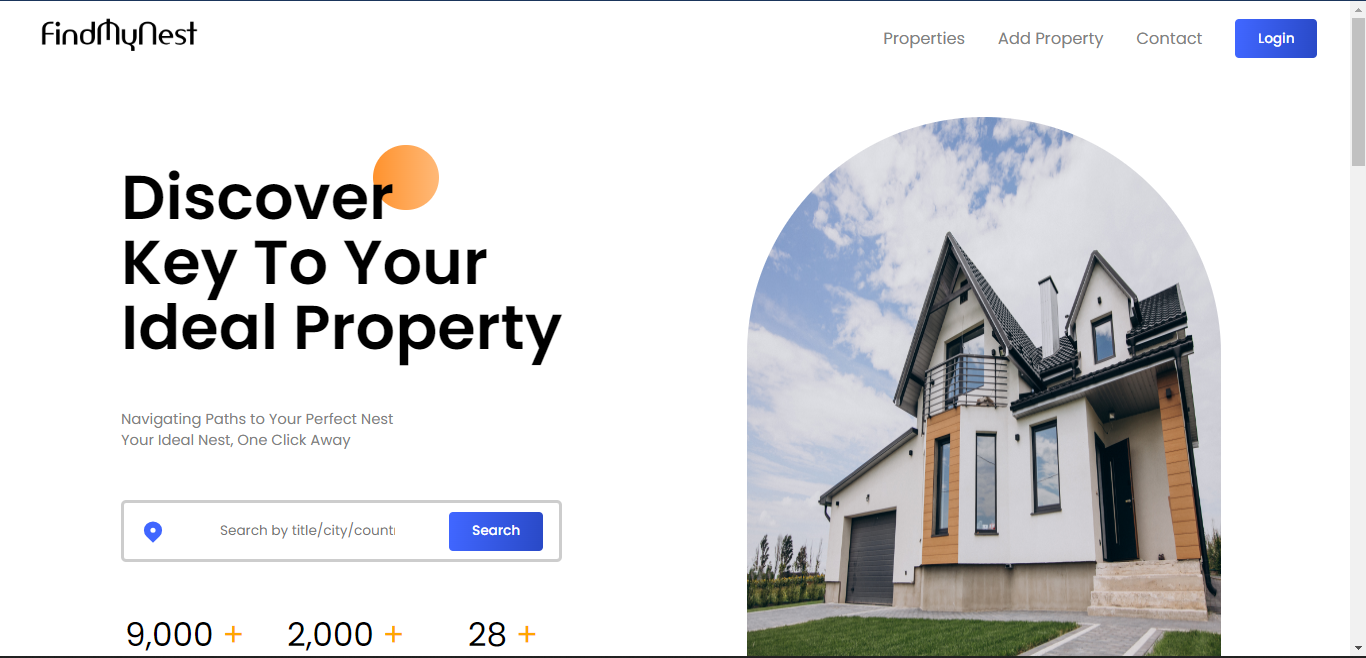 FindMyNest
Properties Add Property Contact Login
Discover
Key To Your
Ideal Property
Navigating Paths to Your Perfect Nest
Your Ideal Nest, One Click Away
Search by title/city/count Search
9,000 + 2,000 + 28 +